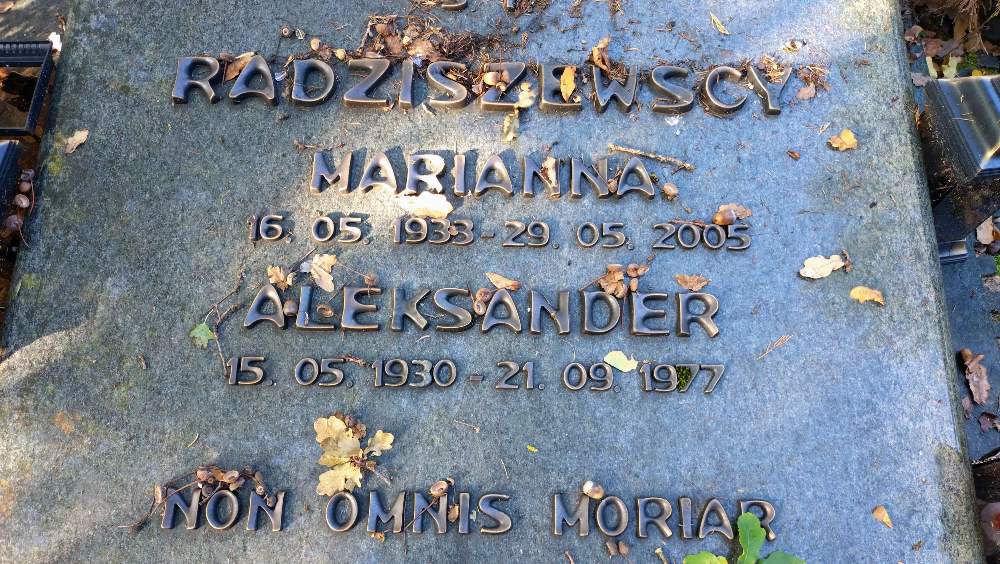 RADZISZEWSCY
MARIANNA
16. 05. 1933 - 29. 05. 2005
ALEKSANDER
15. 05. 1930 - 21. 09. 1977
NON OMNIS MORIAR